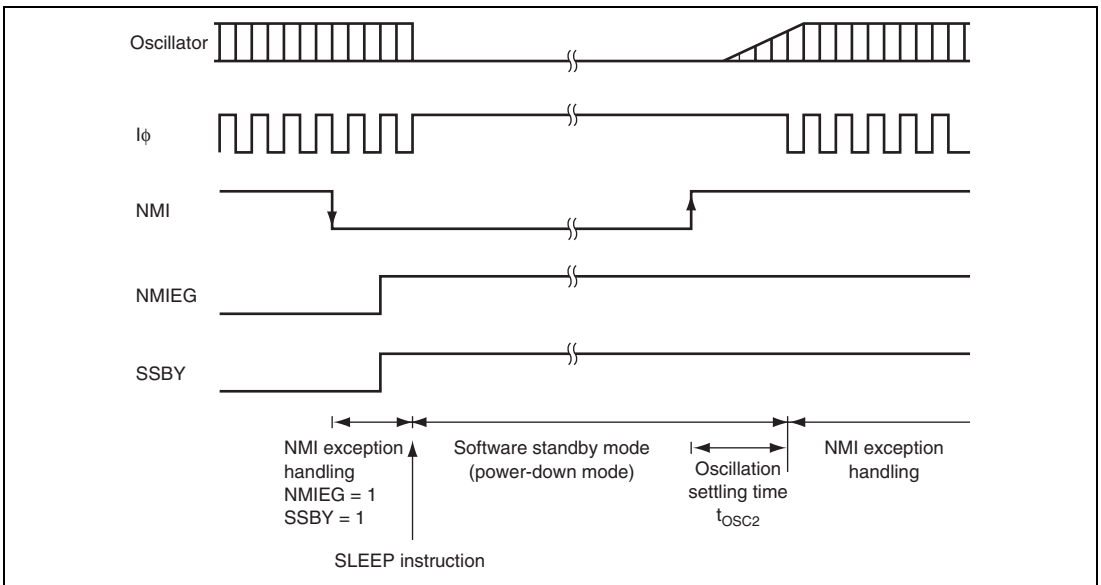 Oscillator
Iϕ
NMI
NMIEG
SSBY
NMI exception
handling
NMIEG = 1
SSBY = 1
SLEEP instruction
Software standby mode
(power-down mode)
Oscillation
settling time
tOSC2
NMI exception
handling